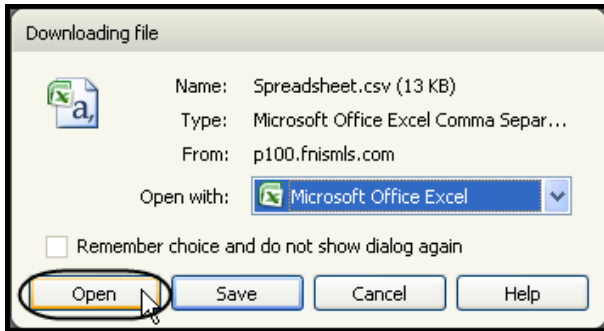 Downloading file
Name: Spreadsheet.csv (13 KB)
Type: Microsoft Office Excel Comma Separ...
From: p100.fnismls.com
Open with: Microsoft Office Excel
Remember choice and do not show dialog again
Open Save Cancel Help